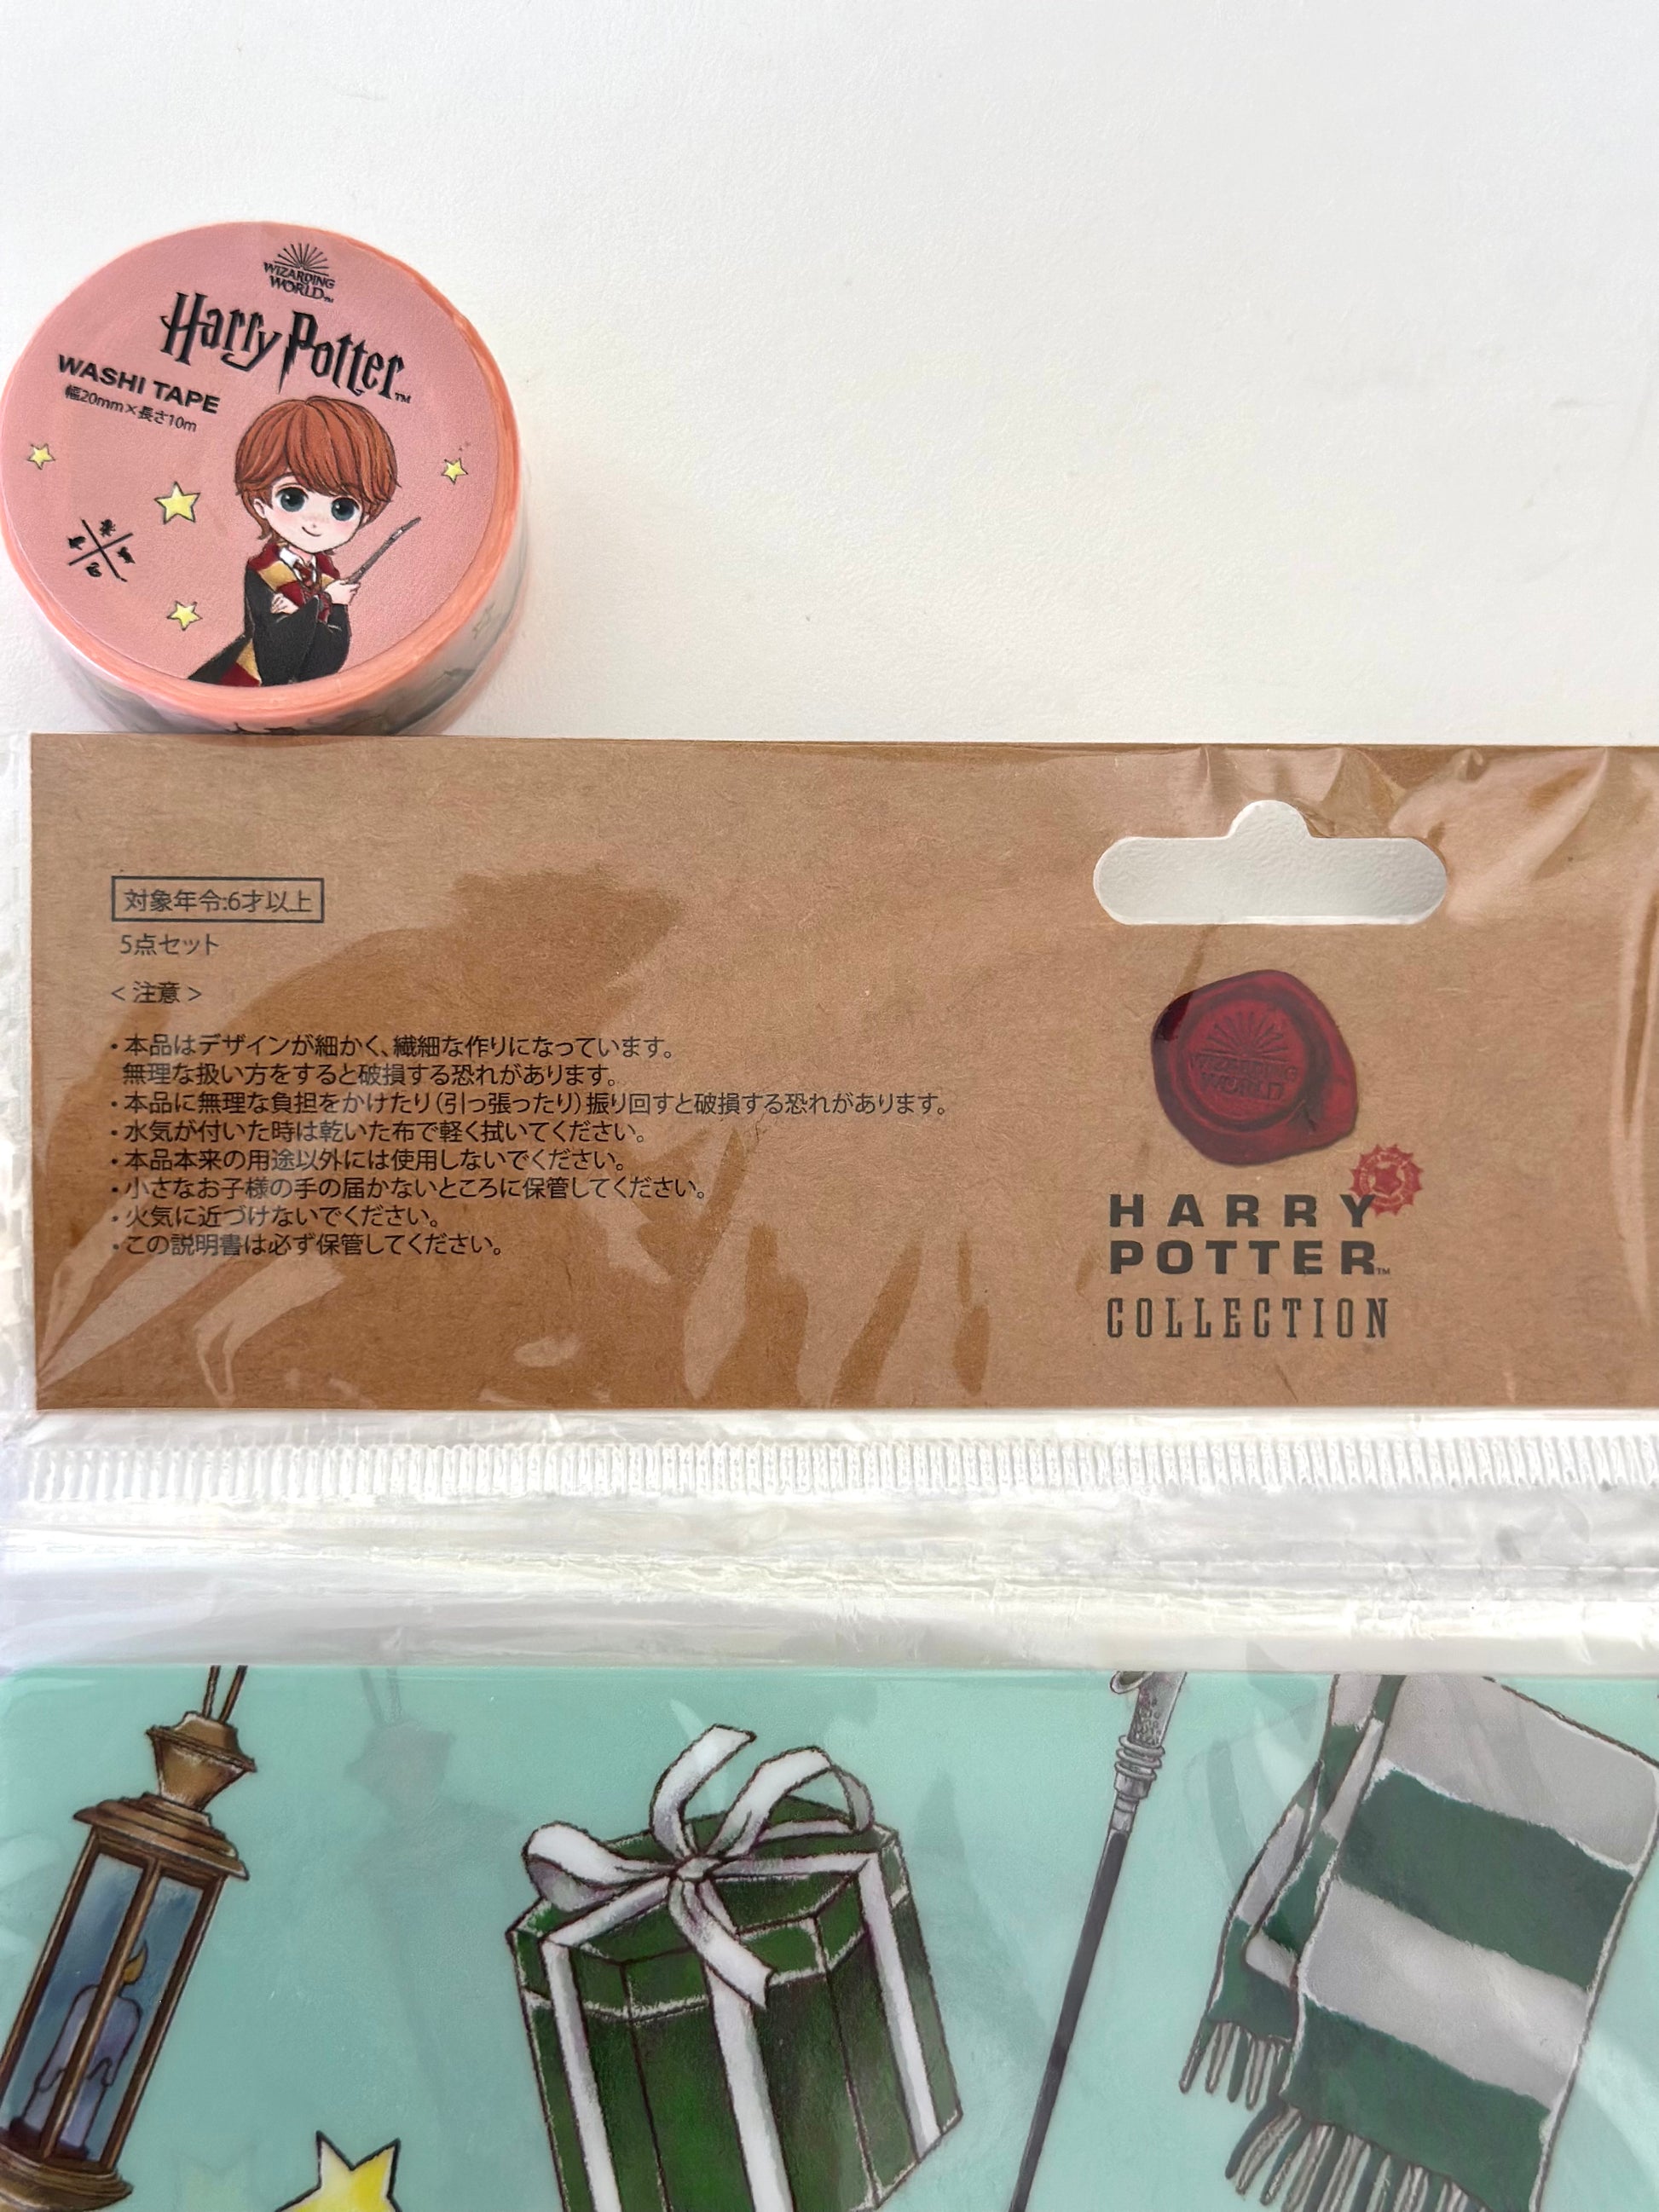 WIZARDING
WORLD™
Harry Potter™
WASHI TAPE
幅20mm×長さ10m
対象年令:6才以上
5点セット
<注意>
・本品はデザインが細かく、繊細な作りになっています。
無理な扱い方をすると破損する恐れがあります。
・本品に無理な負担をかけたり(引っ張ったり)振り回すと破損する恐れがあります。
・水気が付いた時は乾いた布で軽く拭いてください。
・本品本来の用途以外には使用しないでください。
・小さなお子様の手の届かないところに保管してください。
・火気に近づけないでください。
・この説明書は必ず保管してください。
WIZARDING
WORLD
HARRY
POTTER™
COLLECTION